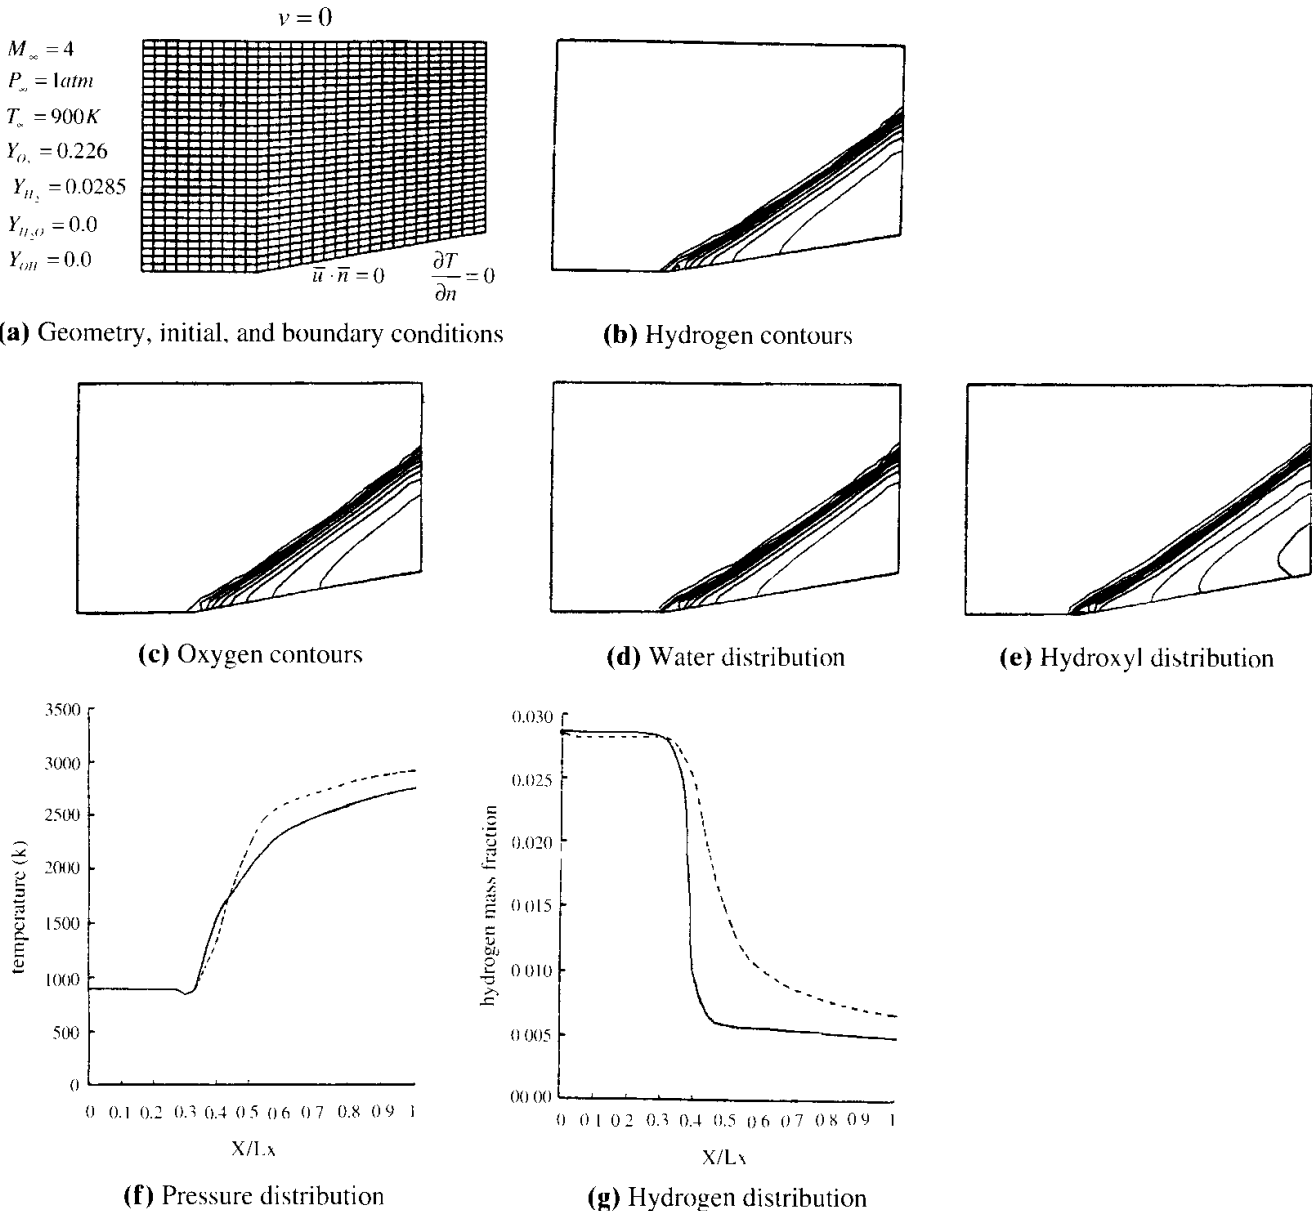 v = 0
M∞ = 4
P∞ = 1atm
T∞ = 900K
Y_O₂ = 0.226
Y_H₂ = 0.0285
Y_H₂O = 0.0
Y_OH = 0.0
u̅ · n̅ = 0
∂T/∂n = 0
(a) Geometry, initial, and boundary conditions
(b) Hydrogen contours
(c) Oxygen contours
(d) Water distribution
(e) Hydroxyl distribution
3500
3000
2500
2000
1500
1000
500
0
temperature (k)
0 0.1 0.2 0.3 0.4 0.5 0.6 0.7 0.8 0 9 1
X/Lx
(f) Pressure distribution
0.030
0.025
0.020
0 015
0 010
0 005
00 00
hydrogen mass fraction
0 0 1 0 2 0.3 0.4 0 5 0 6 0 7 0 8 0 9 1
X/Lx
(g) Hydrogen distribution